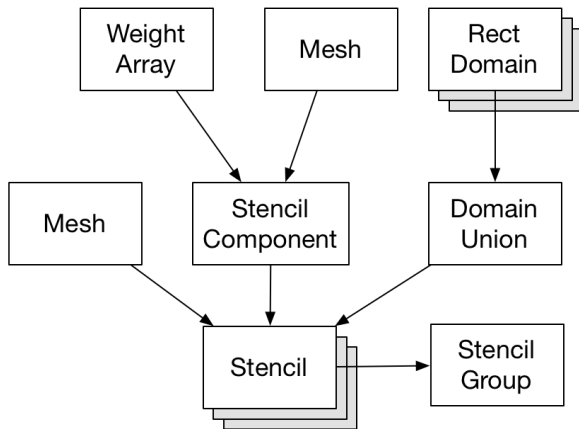 Weight
Array
Mesh
Rect
Domain
Mesh
Stencil
Component
Domain
Union
Stencil
Stencil
Group